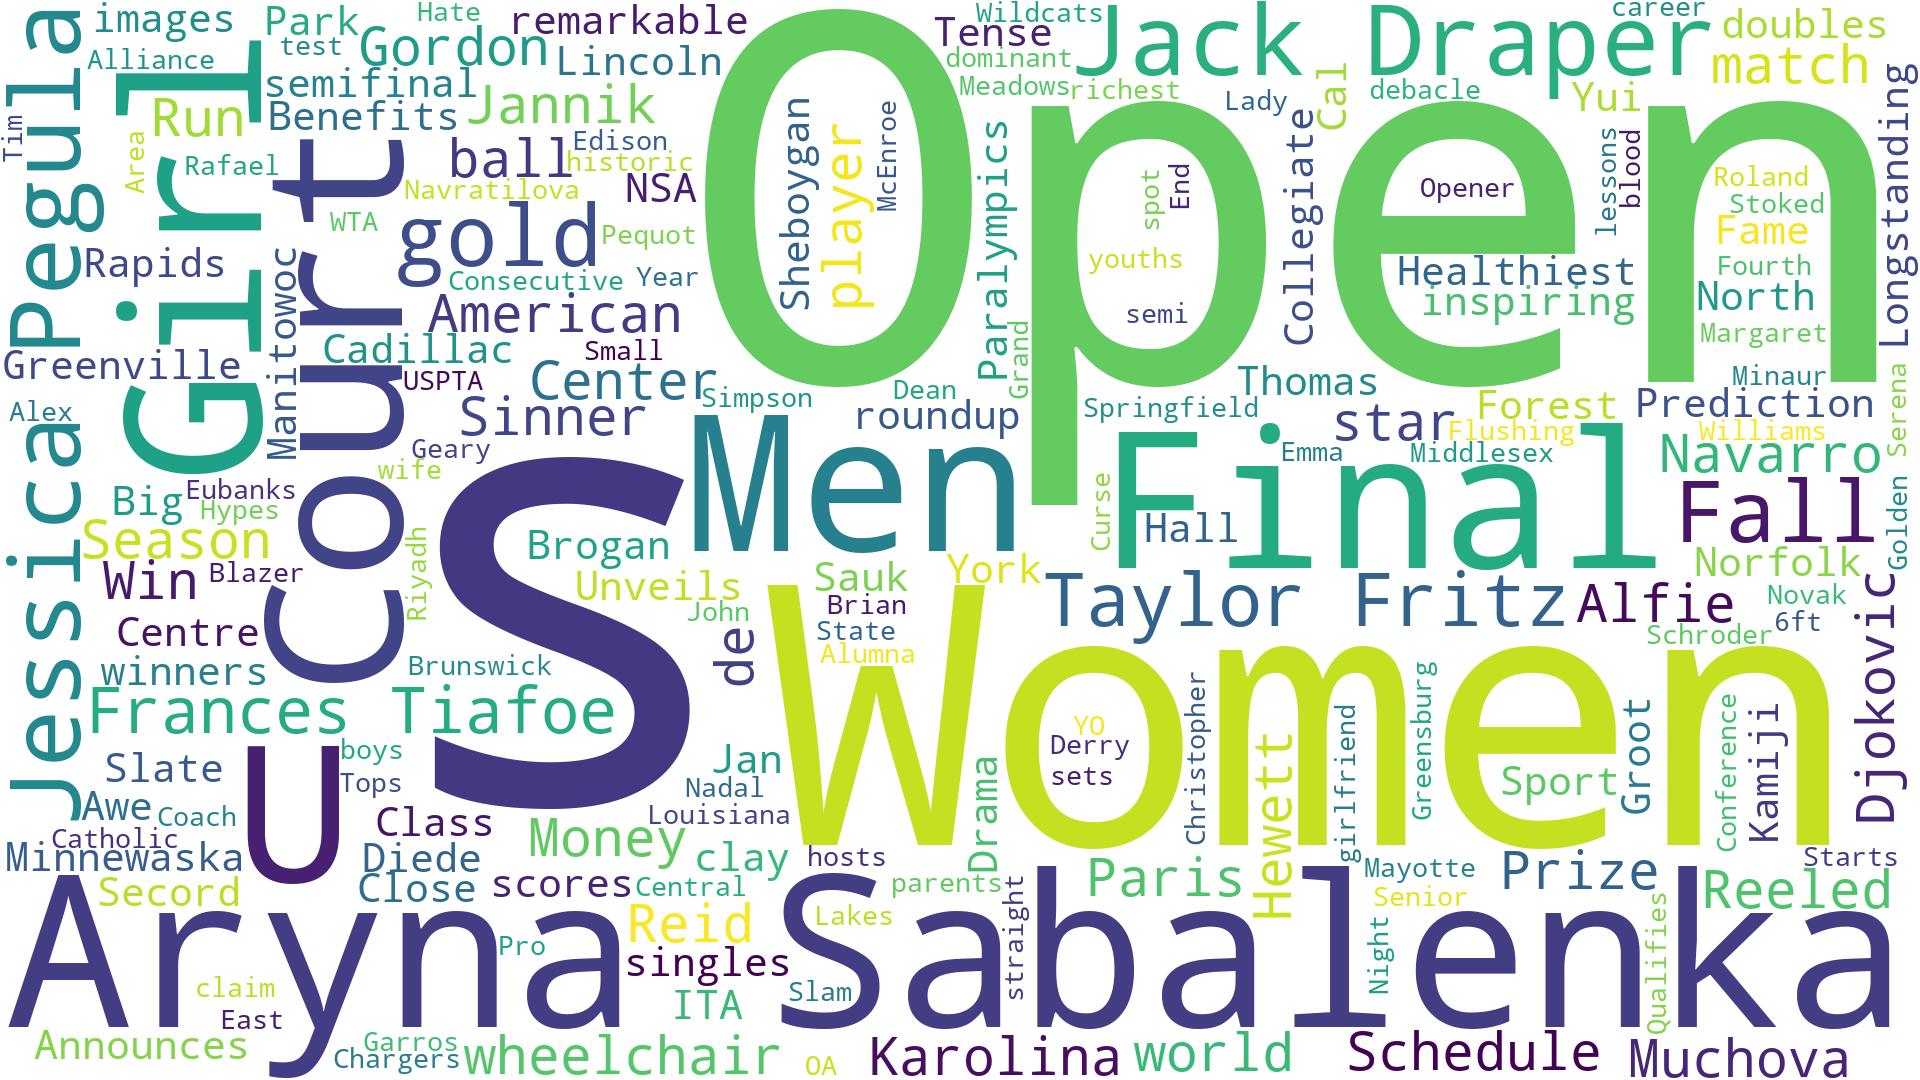 images
Park
Hate
remarkable
Wildcats
Tense
Jack Draper
career
doubles
Alliance
test
Gordon
Lincoln
dominant
match
semifinal
Meadows
richest
debacle
Run
Benefits
Jannik
Lady
Cal
Yui
Tim
Area
Rafael
ball
Edison
historic
Sheboygan
player
McEnroe
Open
Paralympics
Collegiate
lessons
blood
Longstanding
Jessica Pegula
Girl
Court
Navratilova
NSA
spot
End
Opener
Roland
Stoked
WTA
gold
Pequot
youths
Fame
Rapids
Manitowoc
Consecutive
Year
Healthiest
Fourth
inspiring
North
American
semi
Margaret
Greenville
Cadillac
Small
Grand
USPTA
Center
Simpson
Dean
Thomas
Minaur
Alex
Sinner
roundup
Springfield
star
Forest
Prediction
Serena
Geary
wife
Men
Final
Emma
Flushing
Middlesex
Williams
Navarro
Big
Eubanks
Hypes
Curse
Hall
Fall
Golden
Season
Riyadh
S
Brogan
Win
Blazer
Unveils
Sauk
York
Norfolk
John
Brian
Taylor Fritz
Alfie
Novak
6ft
Djokovic
Centre
de
State
Alumna
Women
Schroder
winners
Brunswick
Christopher
girlfriend
Greensburg
Frances Tiafoe
YO
Derry
sets
Hewett
Groot
Conference
Kamiji
Slate
U
boys
Tops
Jan
Nadal
Drama
Sport
Awe
Coach
Class
Louisiana
Catholic
Minnewaska
Diede
Money
clay
hosts
Mayotte
Prize
Starts
Secord
Close
scores
Central
parents
Paris
Senior
Reeled
Aryna Sabalenka
Reid
Lakes
straight
Night
Qualifies
Pro
singles
claim
East
ITA
Slam
Announces
Garros
Chargers
wheelchair
OA
Karolina
world
Schedule
Muchova